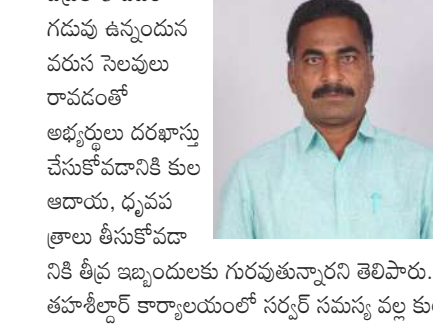 గడువు ఉన్నందున
వరుస సెలవులు
రావడంతో
అభ్యర్థులు దరఖాస్తు
చేసుకోవడానికి కుల
ఆదాయ, ధృవప
త్రాలు తీసుకోవడా
నికి తీవ్ర ఇబ్బందులకు గురవుతున్నారని తెలిపారు.
తహశీల్దార్ కార్యాలయంలో సర్వర్ సమస్య వల్ల